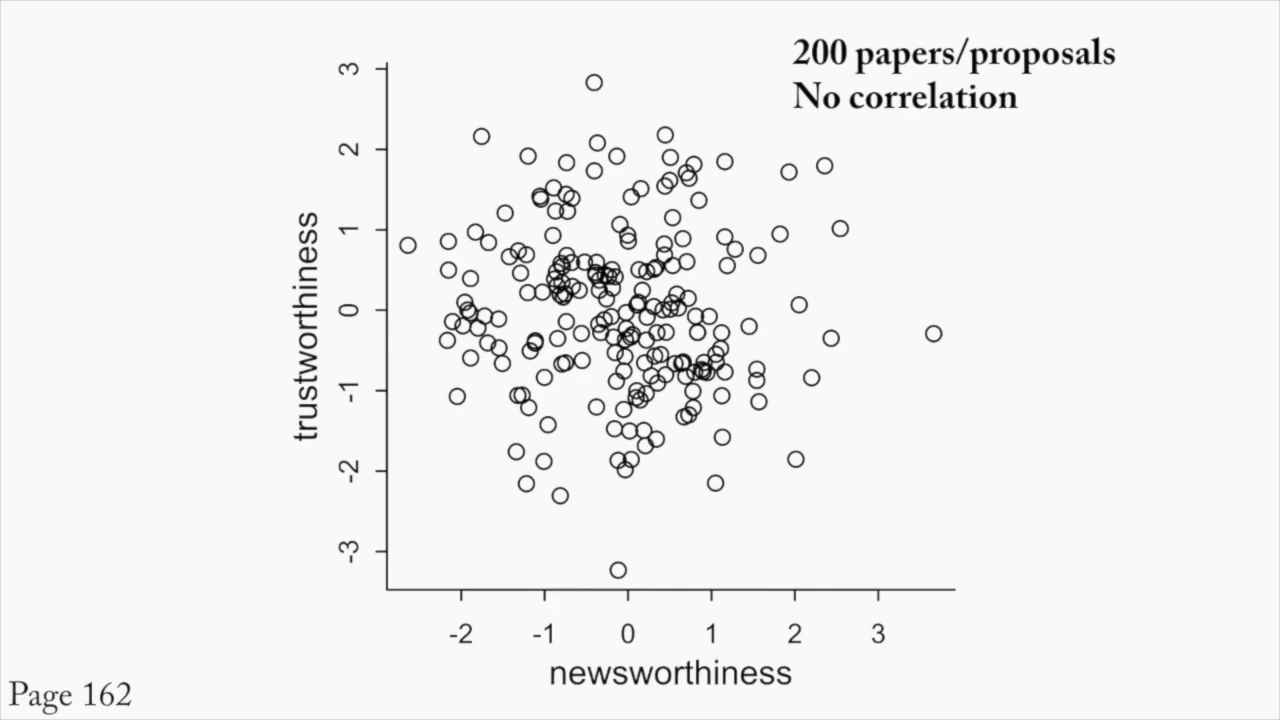 200 papers/proposals
No correlation
3
2
1
0
-1
-2
-3
trustworthiness
-2 -1 0 1 2 3
newsworthiness
Page 162